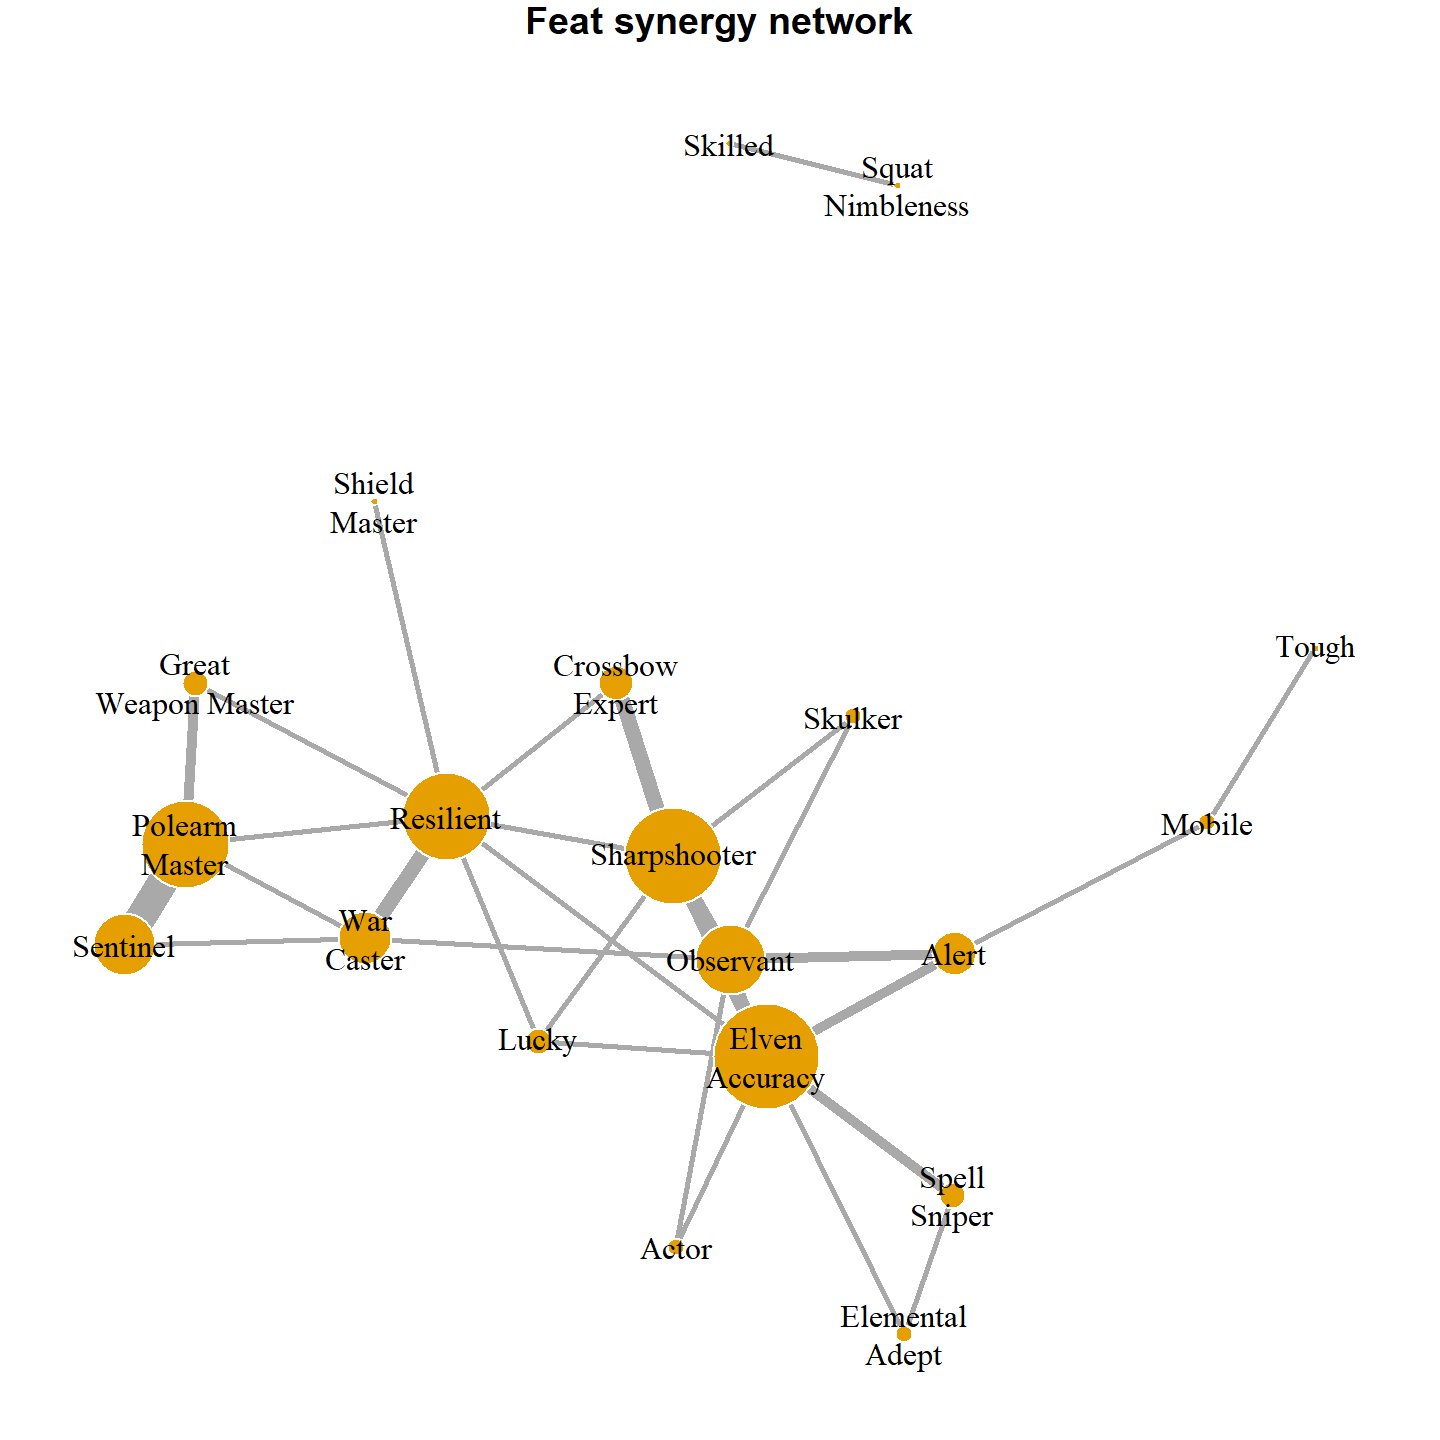 Feat synergy network
Skilled
Squat
Nimbleness
Shield
Master
Great
Weapon Master
Crossbow
Expert
Skulker
Tough
Polearm
Master
Resilient
Sharpshooter
Mobile
Sentinel
War
Caster
Observant
Alert
Lucky
Elven
Accuracy
Spell
Sniper
Actor
Elemental
Adept